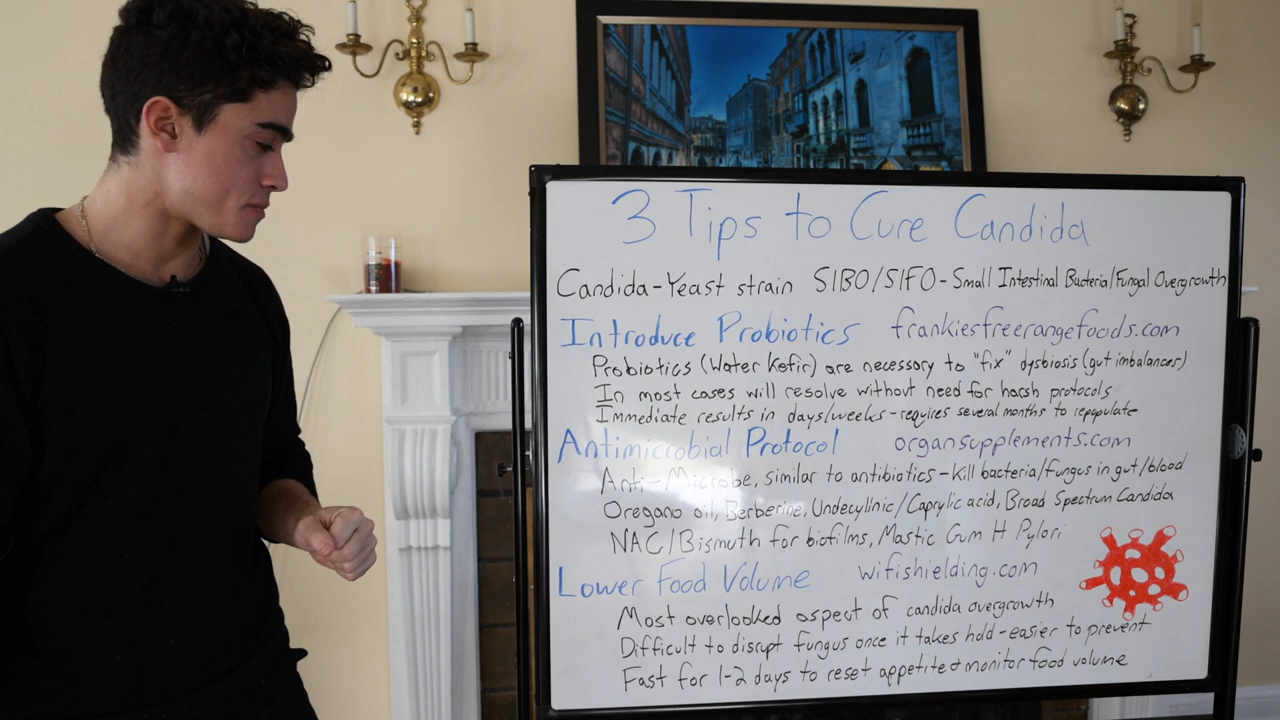 3 Tips to Cure Candida
Candida-Yeast strain SIBO/SIFO - Small Intestinal Bacteria/Fungal Overgrowth
Introduce Probiotics frankiesfreerangefoods.com
Probiotics (Water Kefir) are necessary to "fix" dysbiosis (gut imbalances)
In most cases will resolve without need for harsh protocols
Immediate results in days/weeks - requires several months to repopulate
Antimicrobial Protocol organsupplements.com
Anti-Microbe, similar to antibiotics - Kill bacteria/fungus in gut/blood
Oregano oil, Berberine, Undecylinic/Caprylic acid, Broad Spectrum Candida
NAC/Bismuth for biofilms, Mastic Gum H Pylori
Lower Food Volume wifishielding.com
Most overlooked aspect of candida overgrowth
Difficult to disrupt fungus once it takes hold - easier to prevent
Fast for 1-2 days to reset appetite + monitor food volume